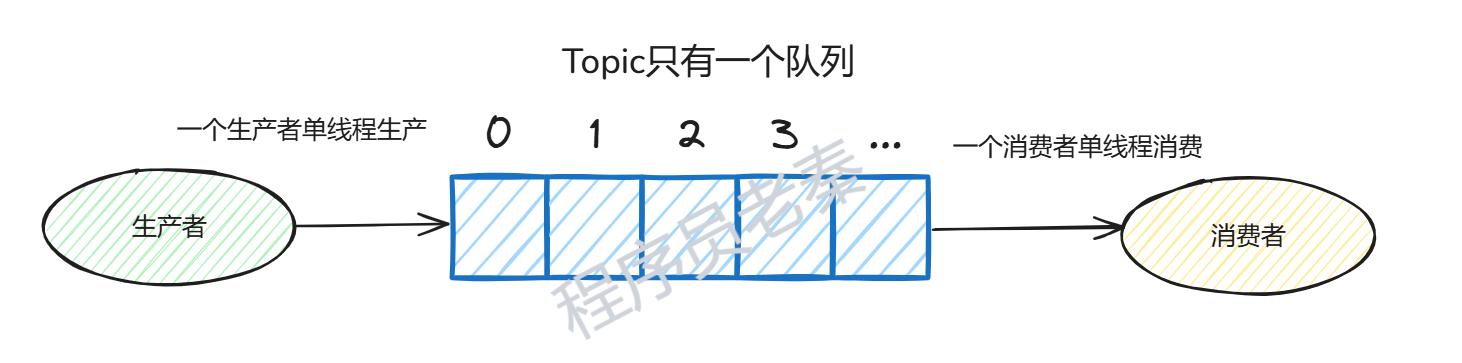 Topic只有一个队列
一个生产者单线程生产
0 1 2 3 ...
一个消费者单线程消费
生产者
消费者
程序员老秦